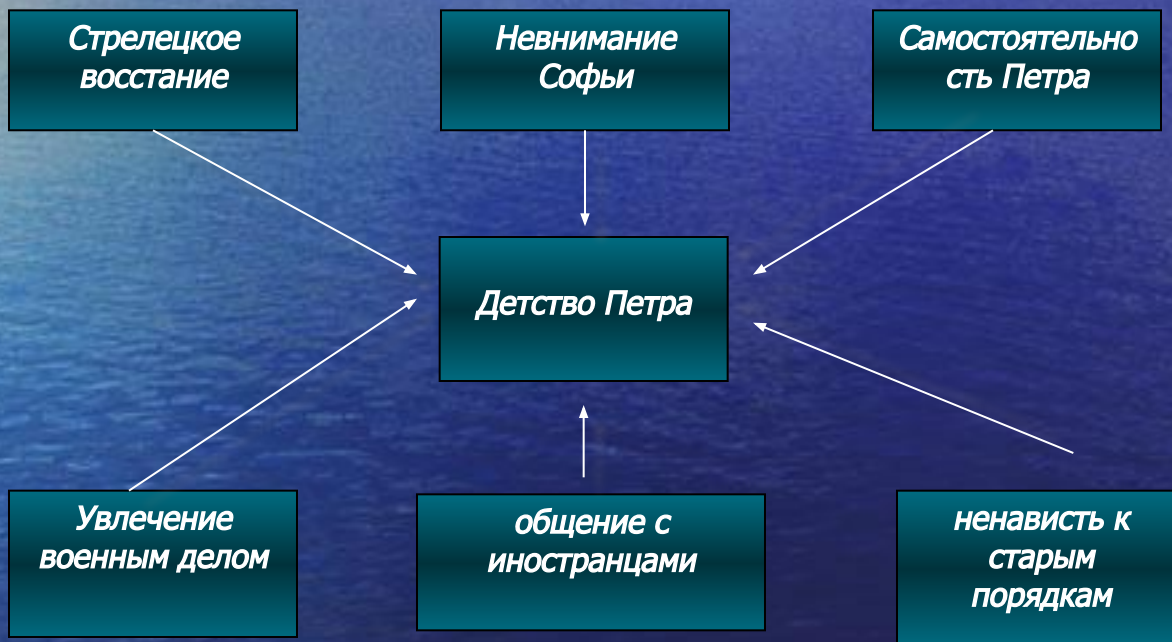 Стрелецкое
восстание
Невнимание
Софьи
Самостоятельно
сть Петра
Детство Петра
Увлечение
военным делом
общение с
иностранцами
ненависть к
старым
порядкам